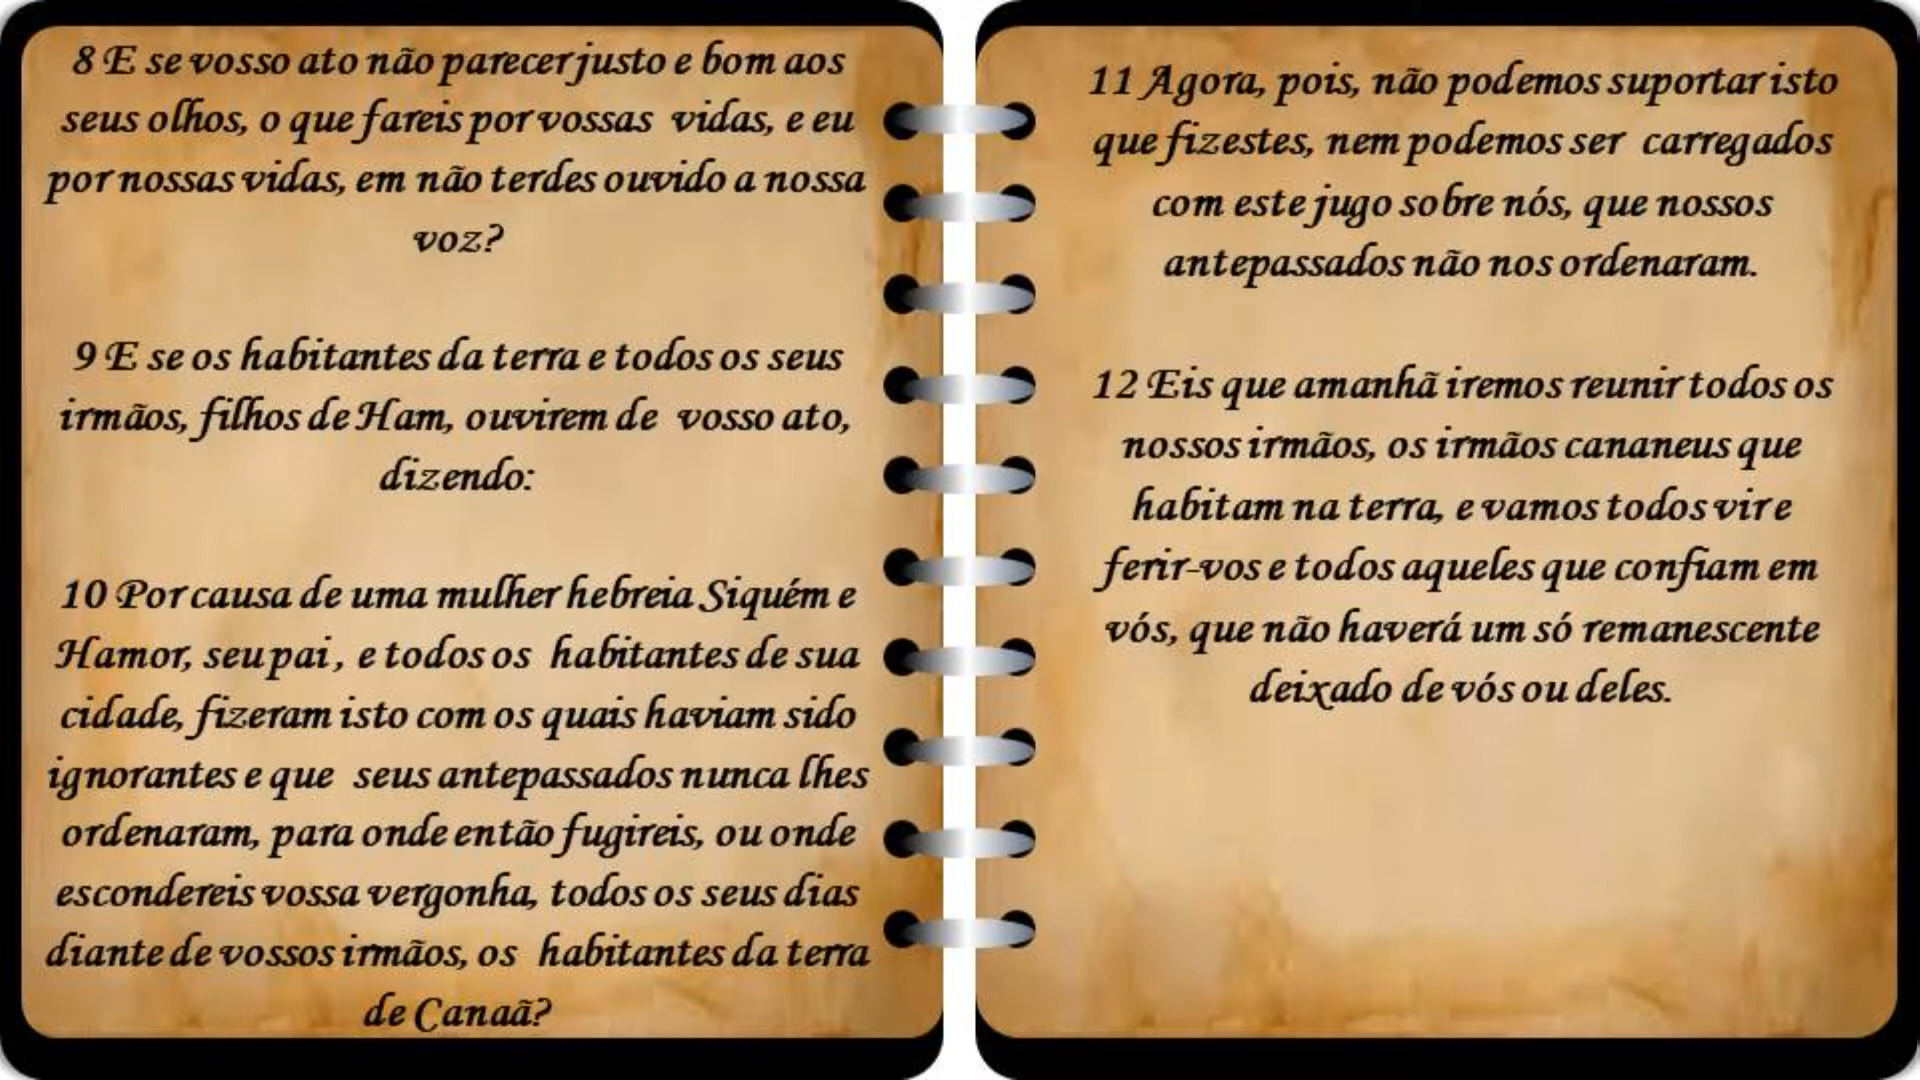 8 E se vosso ato não parecer justo e bom aos
seus olhos, o que fareis por vossas vidas, e eu
por nossas vidas, em não terdes ouvido a nossa
voz?
9 E se os habitantes da terra e todos os seus
irmãos, filhos de Ham, ouvirem de vosso ato,
dizendo:
10 Por causa de uma mulher hebreia Siquém e
Hamor, seu pai, e todos os habitantes de sua
cidade, fizeram isto com os quais haviam sido
ignorantes e que seus antepassados nunca lhes
ordenaram, para onde então fugireis, ou onde
escondereis vossa vergonha, todos os seus dias
diante de vossos irmãos, os habitantes da terra
de Canaã?
11 Agora, pois, não podemos suportar isto
que fizestes, nem podemos ser carregados
com este jugo sobre nós, que nossos
antepassados não nos ordenaram.
12 Eis que amanhã iremos reunir todos os
nossos irmãos, os irmãos cananeus que
habitam na terra, e vamos todos vir e
ferir-vos e todos aqueles que confiam em
vós, que não haverá um só remanescente
deixado de vós ou deles.